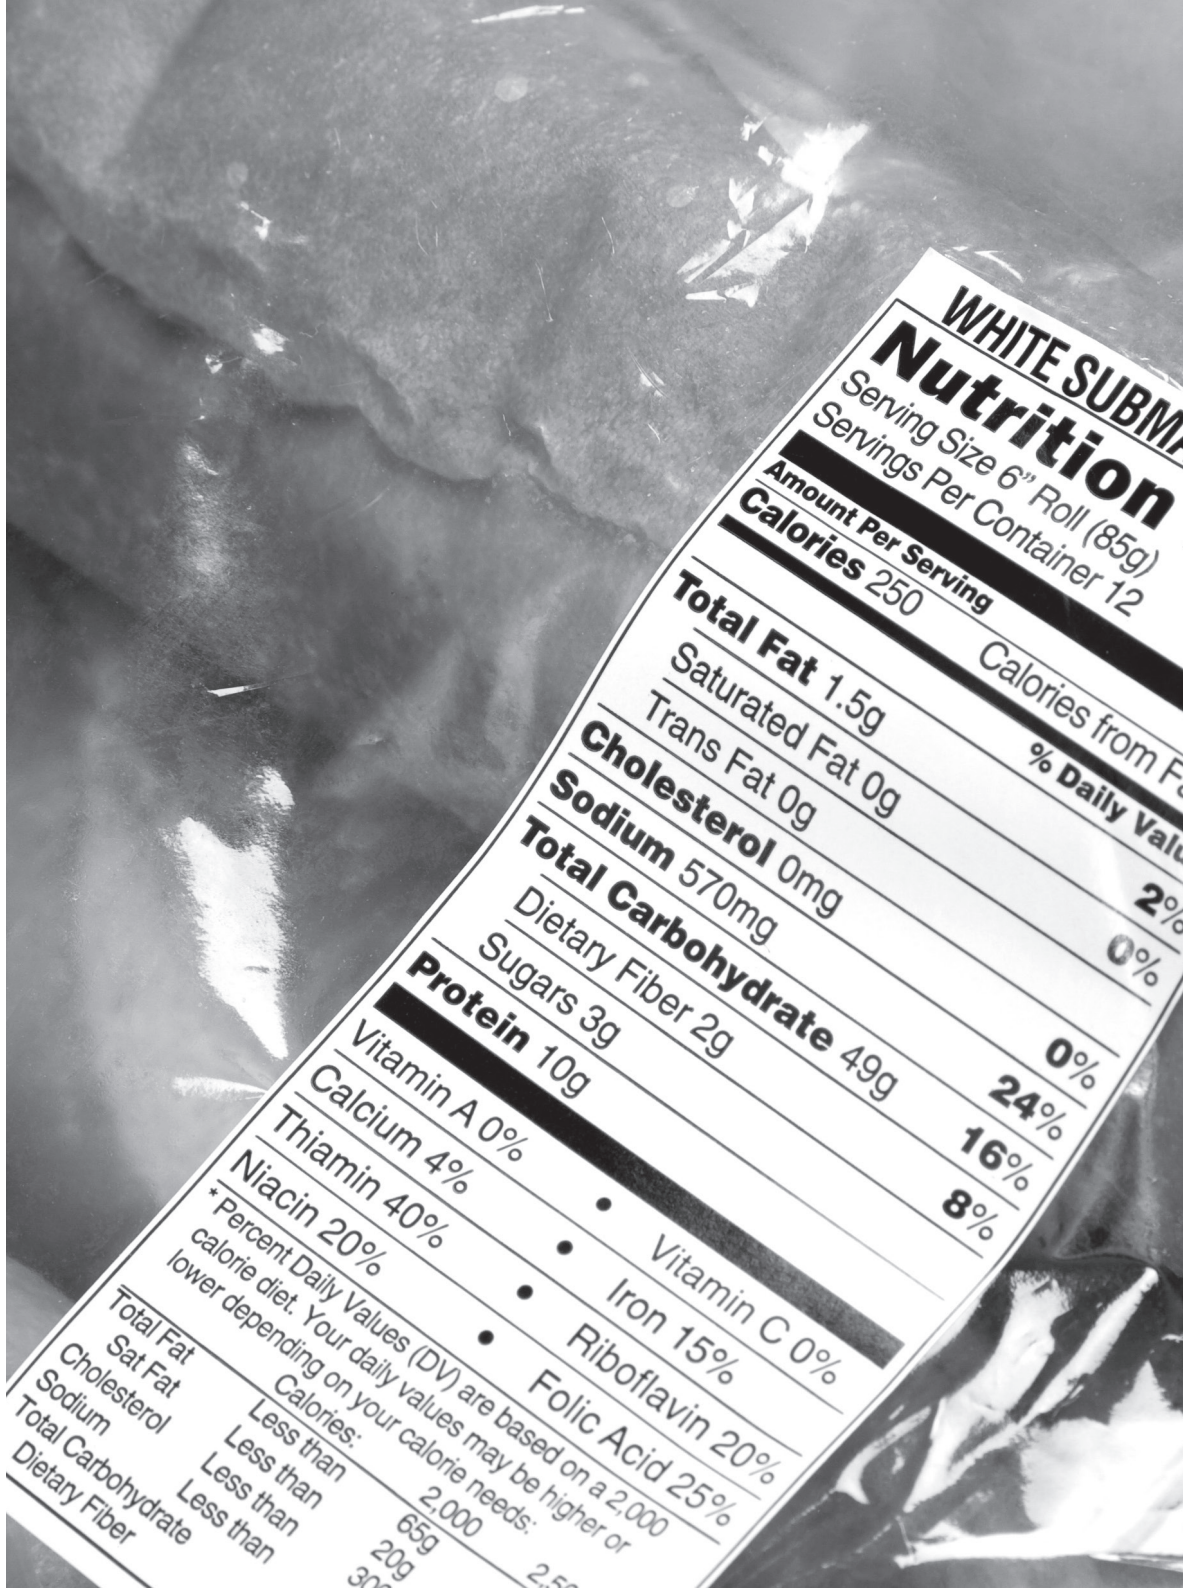 WHITE SUBMA
Nutrition
Serving Size 6” Roll (85g)
Servings Per Container 12
Amount Per Serving
Calories 250 Calories from Fa
% Daily Valu
Total Fat 1.5g 2%
Saturated Fat 0g 0%
Trans Fat 0g
Cholesterol 0mg 0%
Sodium 570mg 24%
Total Carbohydrate 49g 16%
Dietary Fiber 2g 8%
Sugars 3g
Protein 10g
Vitamin A 0% • Vitamin C 0%
Calcium 4% • Iron 15%
Thiamin 40% • Riboflavin 20%
Niacin 20% • Folic Acid 25%
* Percent Daily Values (DV) are based on a 2,000
calorie diet. Your daily values may be higher or
lower depending on your calorie needs:
Calories: 2,000 2,50
Total Fat Less than 65g
Sat Fat Less than 20g
Cholesterol Less than 300
Sodium Less than
Total Carbohydrate
Dietary Fiber